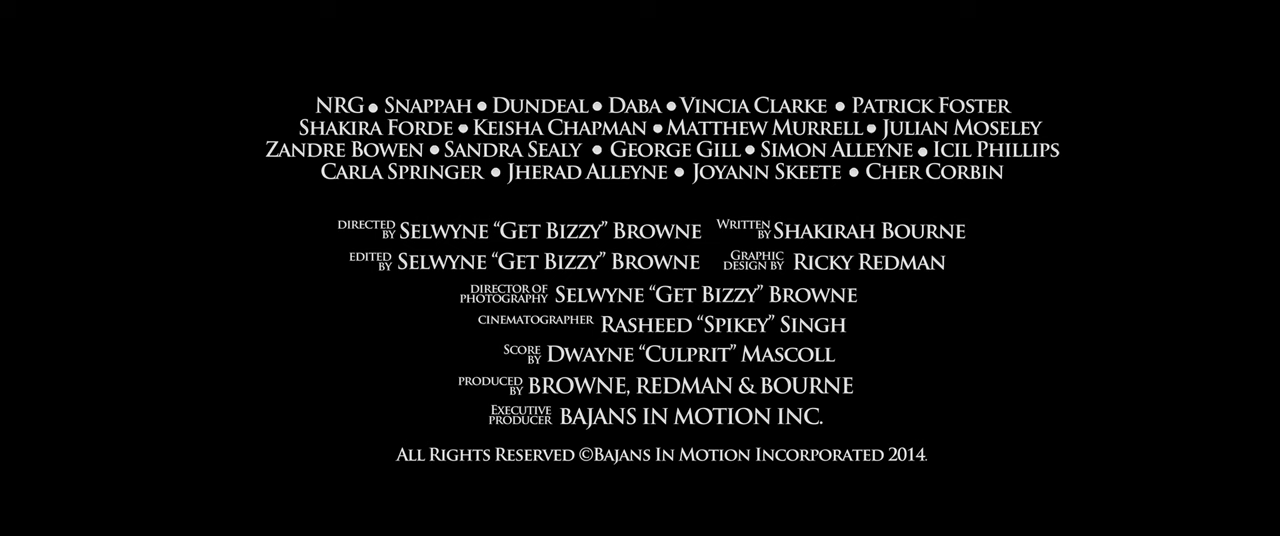 NRG • SNAPPAH • DUNDEAL • DABA • VINCIA CLARKE • PATRICK FOSTER
SHAKIRA FORDE • KEISHA CHAPMAN • MATTHEW MURRELL • JULIAN MOSELEY
ZANDRE BOWEN • SANDRA SEALY • GEORGE GILL • SIMON ALLEYNE • ICIL PHILLIPS
CARLA SPRINGER • JHERAD ALLEYNE • JOYANN SKEETE • CHER CORBIN
DIRECTED BY SELWYNE “GET BIZZY” BROWNE WRITTEN BY SHAKIRAH BOURNE
EDITED BY SELWYNE “GET BIZZY” BROWNE GRAPHIC DESIGN BY RICKY REDMAN
DIRECTOR OF PHOTOGRAPHY SELWYNE “GET BIZZY” BROWNE
CINEMATOGRAPHER RASHEED “SPIKEY” SINGH
SCORE BY DWAYNE “CULPRIT” MASCOLL
PRODUCED BY BROWNE, REDMAN & BOURNE
EXECUTIVE PRODUCER BAJANS IN MOTION INC.
ALL RIGHTS RESERVED ©BAJANS IN MOTION INCORPORATED 2014.